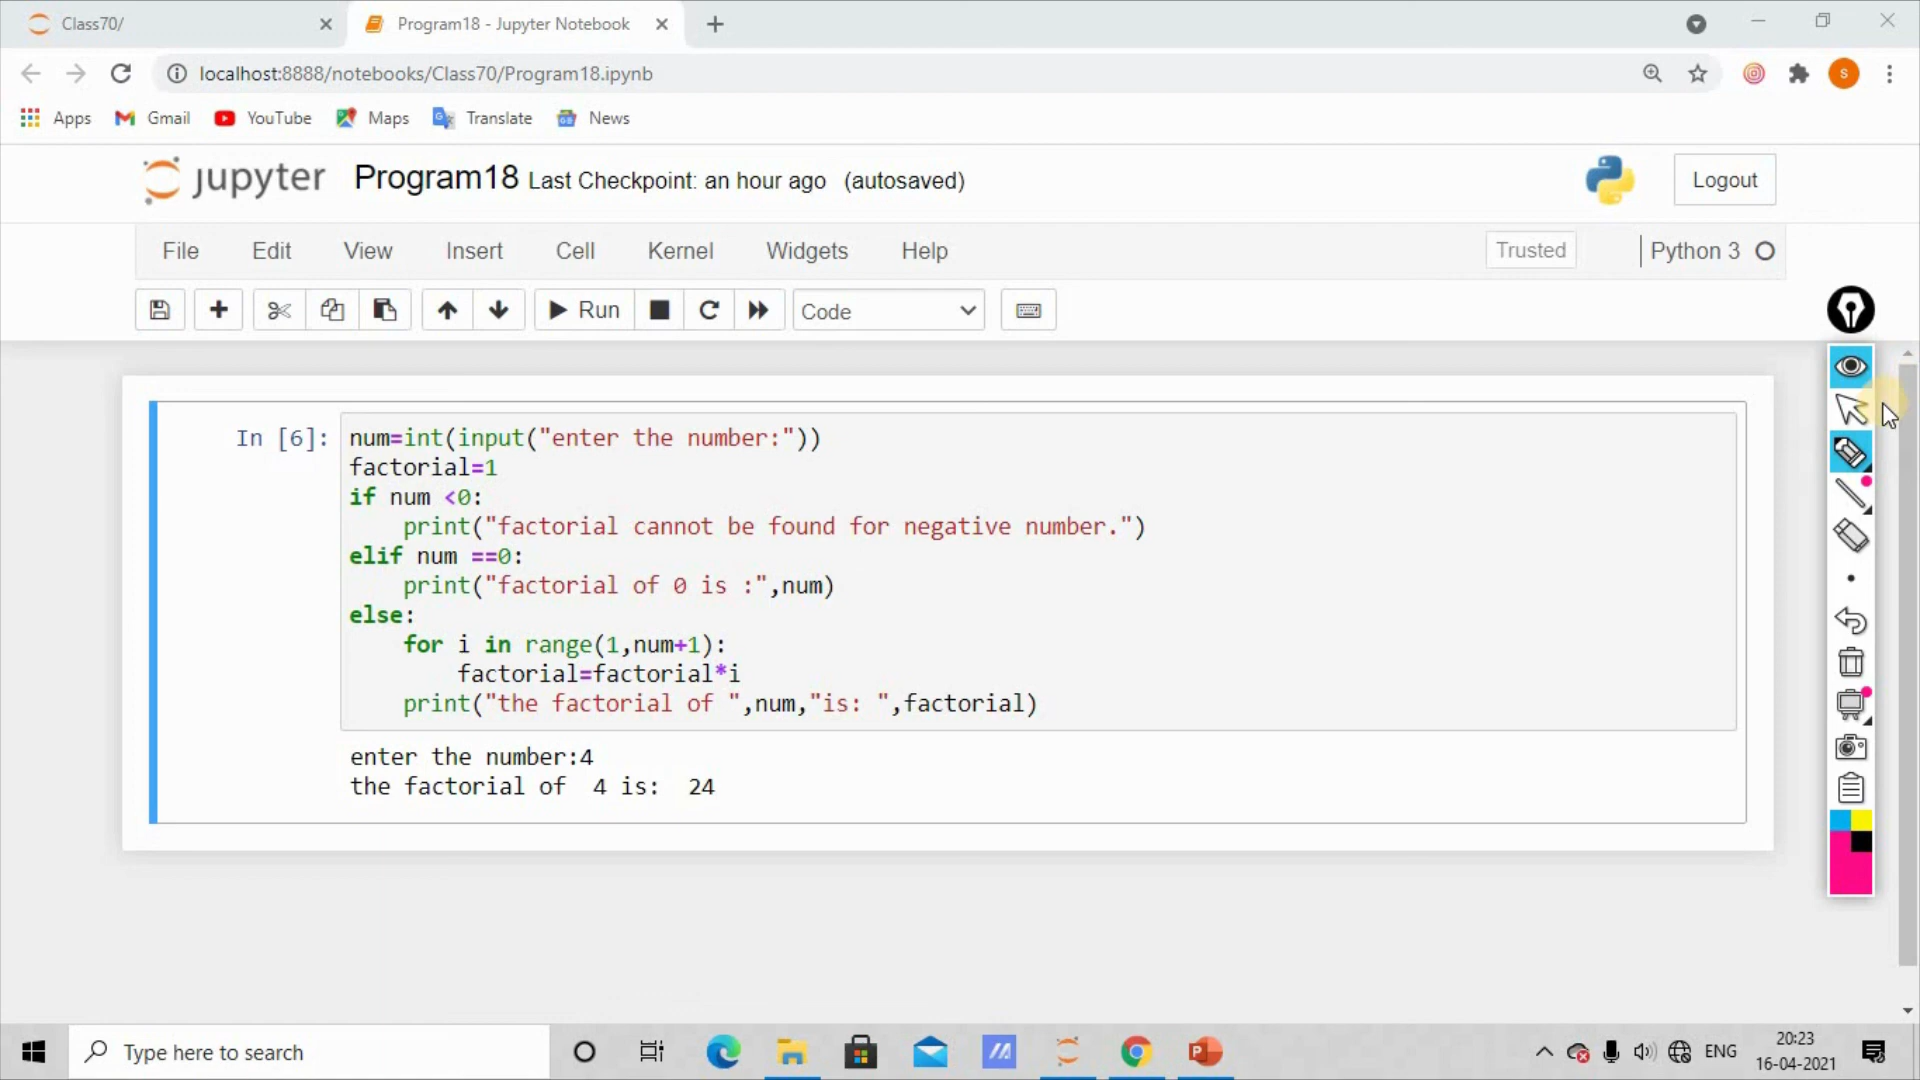 Class70/
Program18 - Jupyter Notebook
localhost:8888/notebooks/Class70/Program18.ipynb
S
Apps Gmail YouTube Maps Translate News
jupyter Program18 Last Checkpoint: an hour ago (autosaved)
Logout
File Edit View Insert Cell Kernel Widgets Help
Trusted
Python 3
Run
Code
In [6]:
num=int(input("enter the number:"))
factorial=1
if num <0:
    print("factorial cannot be found for negative number.")
elif num ==0:
    print("factorial of 0 is :",num)
else:
    for i in range(1,num+1):
        factorial=factorial*i
    print("the factorial of ",num,"is: ",factorial)
enter the number:4
the factorial of  4 is:  24
Type here to search
ENG
20:23
16-04-2021